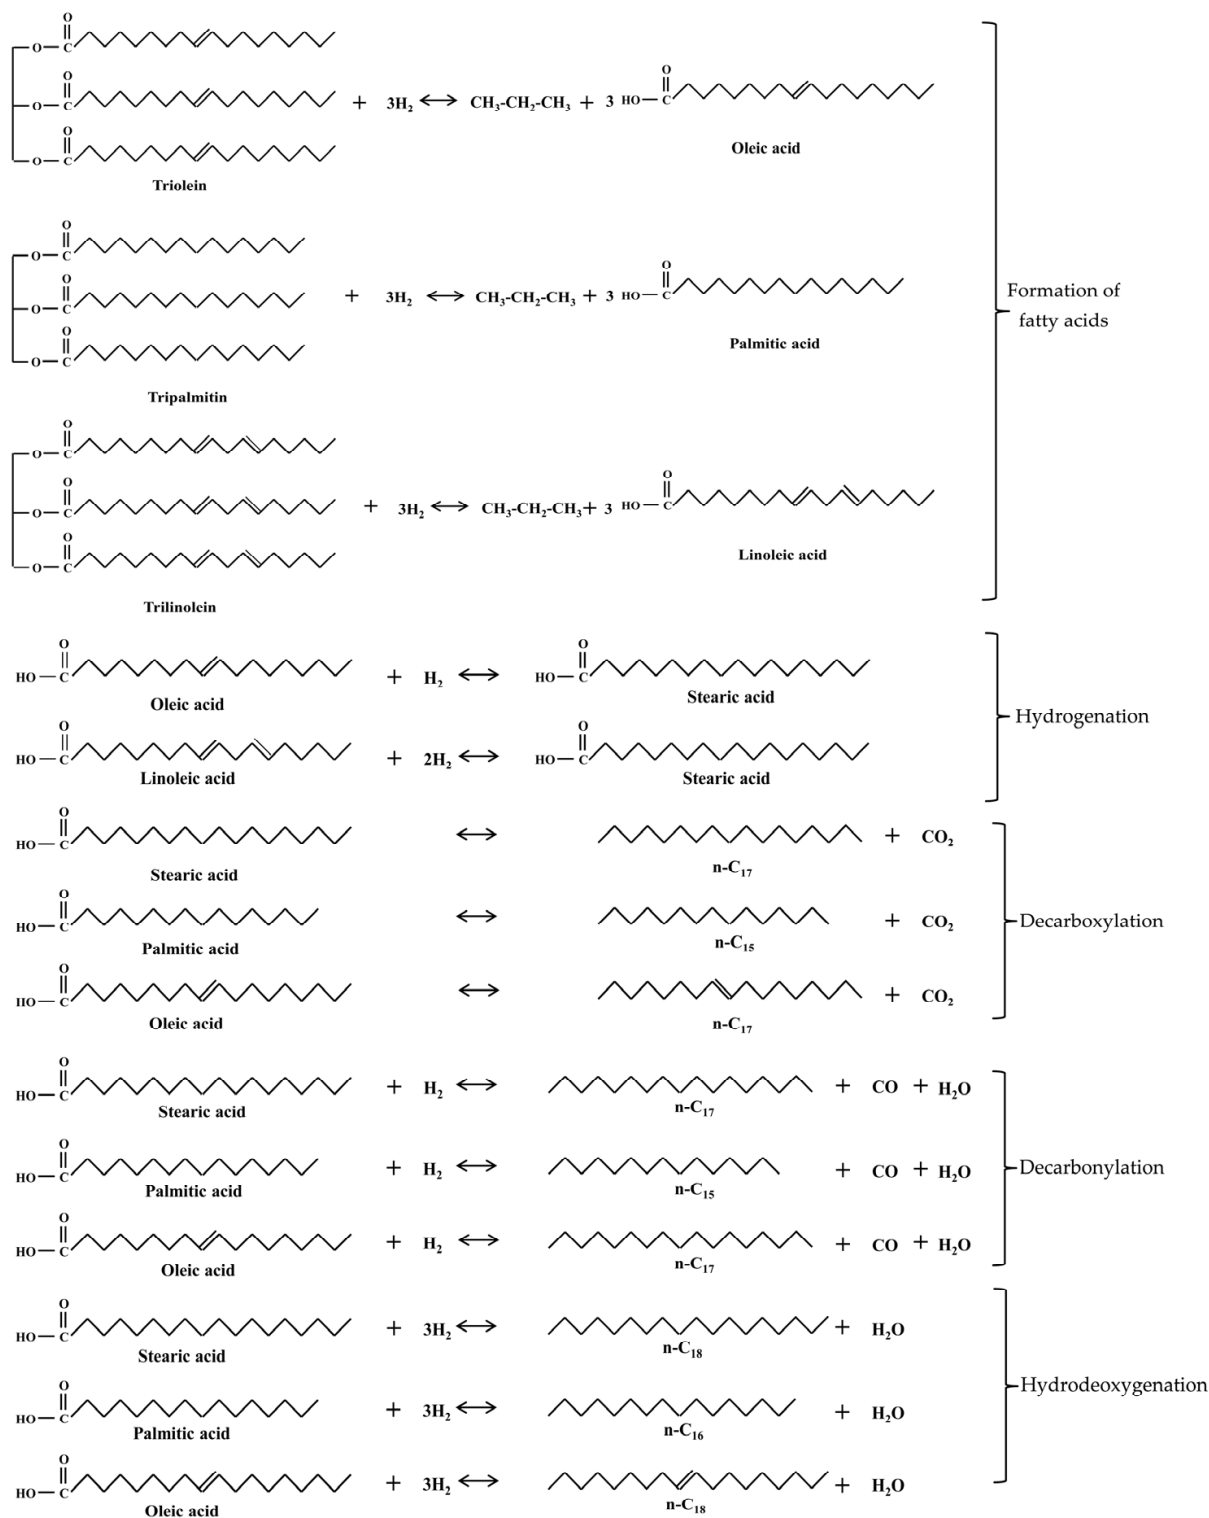 O
O
C
O
O
C
O
O
C
+ 3H₂ ⟷ CH₃-CH₂-CH₃ + 3 HO C O
Oleic acid
Triolein
O
O
C
O
O
C
O
O
C
+ 3H₂ ⟷ CH₃-CH₂-CH₃ + 3 HO C O
Palmitic acid
Tripalmitin
Formation of
fatty acids
O
O
C
O
O
C
O
O
C
+ 3H₂ ⟷ CH₃-CH₂-CH₃ + 3 HO C O
Linoleic acid
Trilinolein
HO C O + H₂ ⟷ HO C O
Oleic acid Stearic acid
Hydrogenation
HO C O + 2H₂ ⟷ HO C O
Linoleic acid Stearic acid
HO C O ⟷ + CO₂
Stearic acid n-C₁₇
HO C O ⟷ + CO₂
Decarboxylation
Palmitic acid n-C₁₅
HO C O ⟷ + CO₂
Oleic acid n-C₁₇
HO C O + H₂ ⟷ + CO + H₂O
Stearic acid n-C₁₇
HO C O + H₂ ⟷ + CO + H₂O
Decarbonylation
Palmitic acid n-C₁₅
HO C O + H₂ ⟷ + CO + H₂O
Oleic acid n-C₁₇
HO C O + 3H₂ ⟷ + H₂O
Stearic acid n-C₁₈
Hydrodeoxygenation
HO C O + 3H₂ ⟷ + H₂O
Palmitic acid n-C₁₆
HO C O + 3H₂ ⟷ + H₂O
Oleic acid n-C₁₈